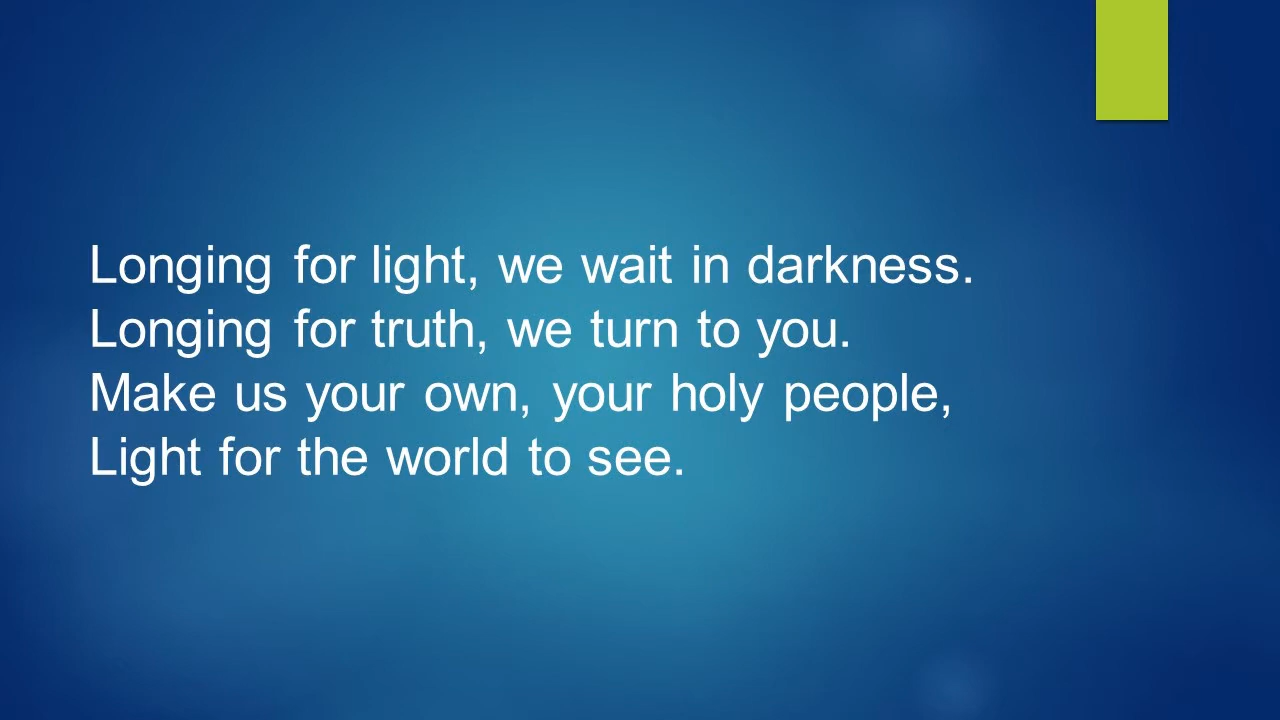 Longing for light, we wait in darkness.
Longing for truth, we turn to you.
Make us your own, your holy people,
Light for the world to see.